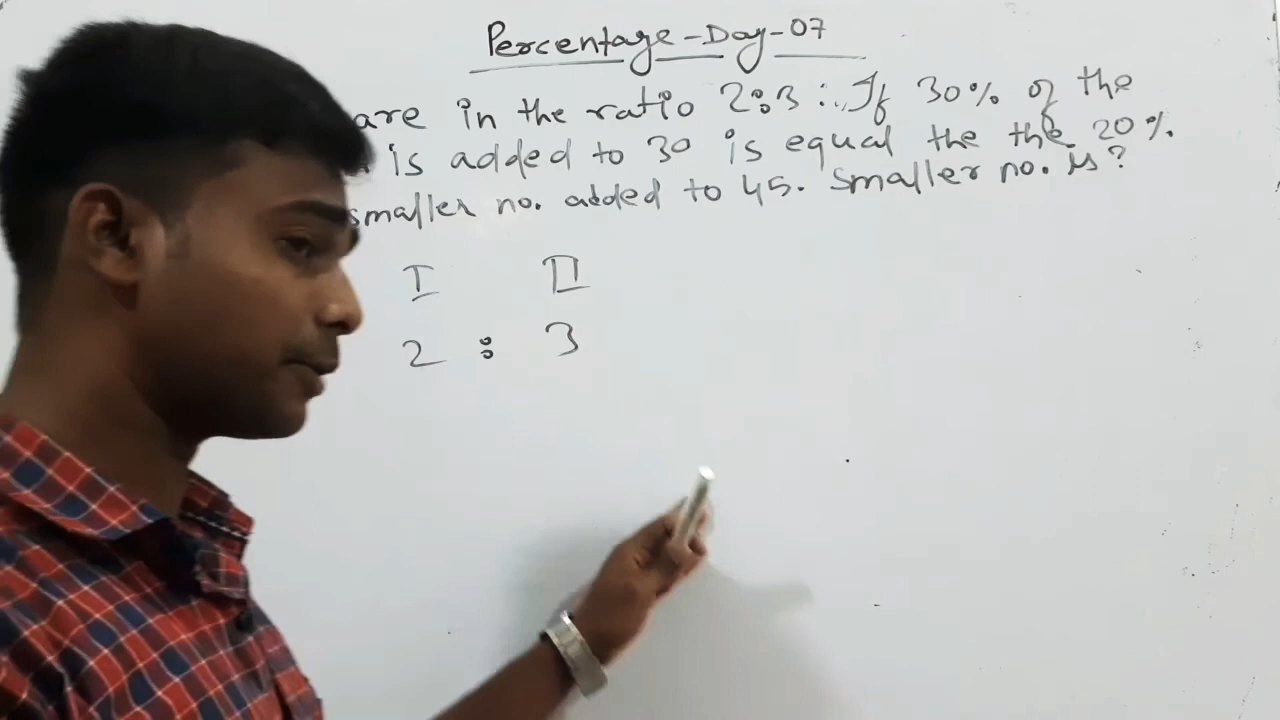 Percentage-Day-07
are in the ratio 2:3 :. If 30% of the
is added to 30 is equal the the 20%
smaller no. added to 45. Smaller no. is?
I II
2 : 3